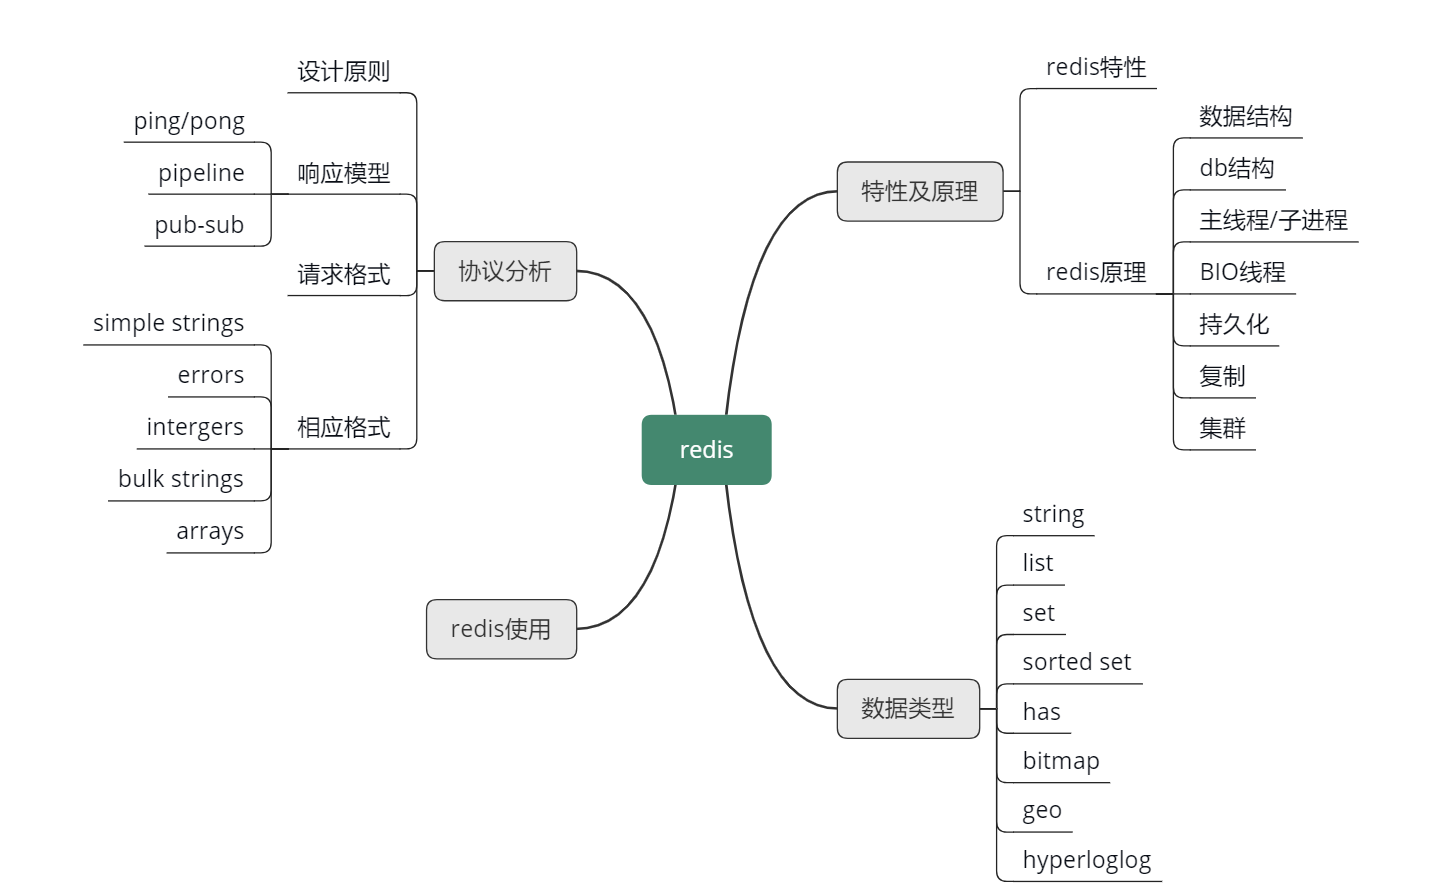 redis
特性及原理
redis特性
redis原理
数据结构
db结构
主线程/子进程
BIO线程
持久化
复制
集群
数据类型
string
list
set
sorted set
has
bitmap
geo
hyperloglog
协议分析
设计原则
响应模型
ping/pong
pipeline
pub-sub
请求格式
相应格式
simple strings
errors
intergers
bulk strings
arrays
redis使用